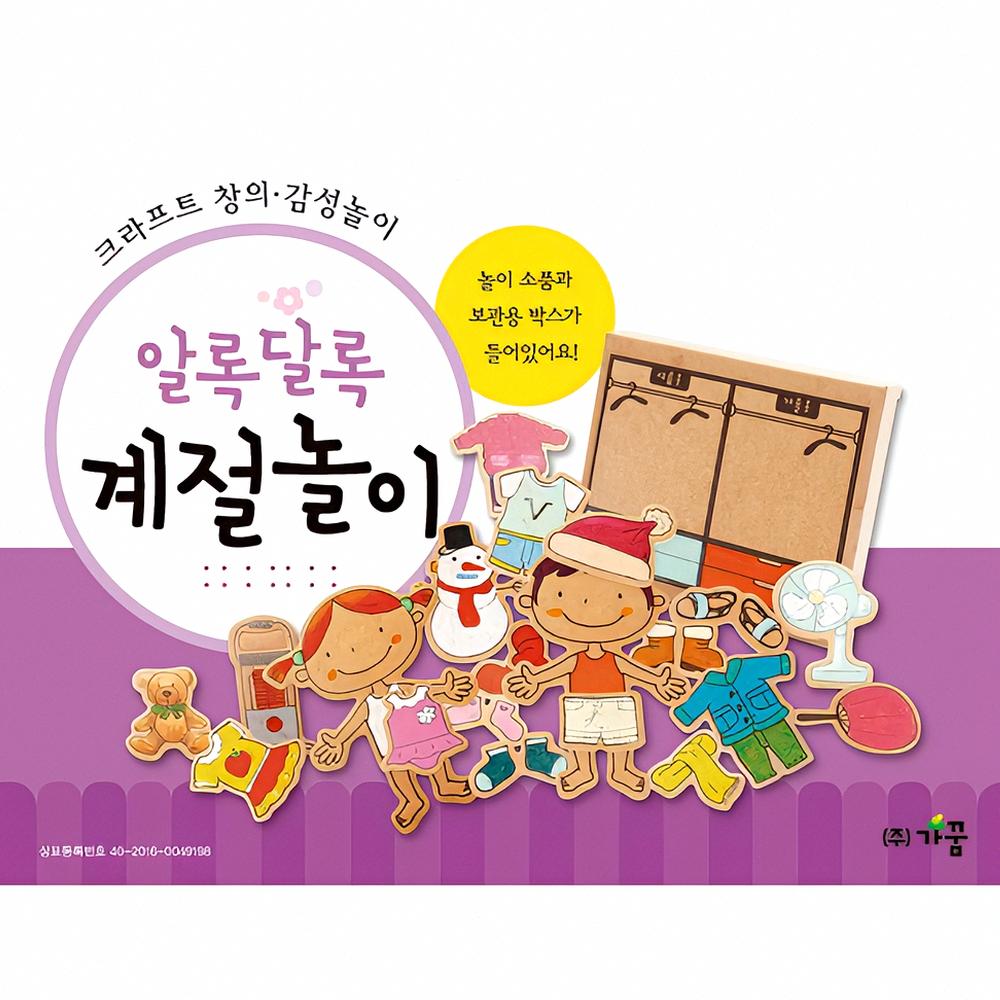 크라프트 창의·감성놀이
알록달록
계절놀이
놀이 소품과
보관용 박스가
들어있어요!
상표등록번호 40-2016-0049198
(주) 가꿈